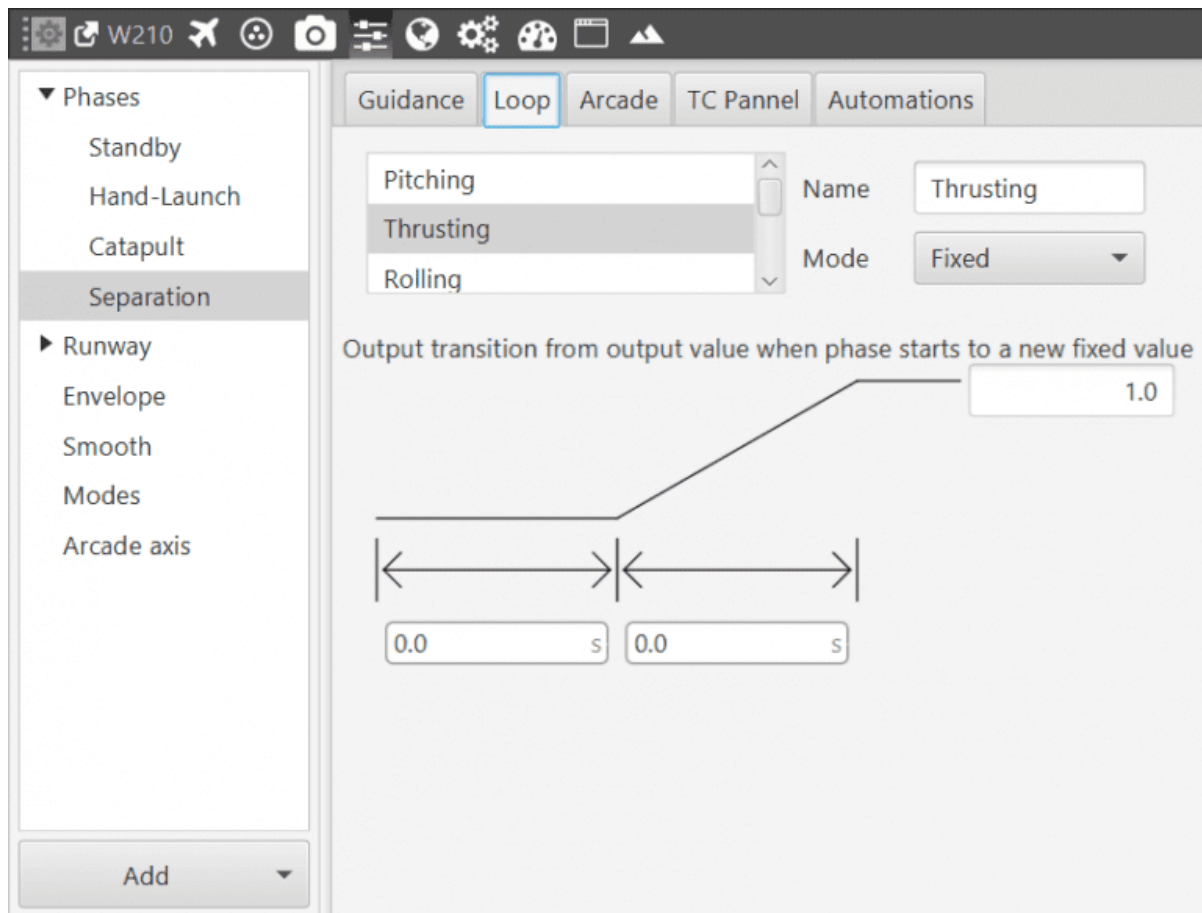 W210
Phases
Standby
Hand-Launch
Catapult
Separation
Runway
Envelope
Smooth
Modes
Arcade axis
Add
Guidance Loop Arcade TC Pannel Automations
Pitching
Thrusting
Rolling
Name Thrusting
Mode Fixed
Output transition from output value when phase starts to a new fixed value
1.0
0.0 s 0.0 s